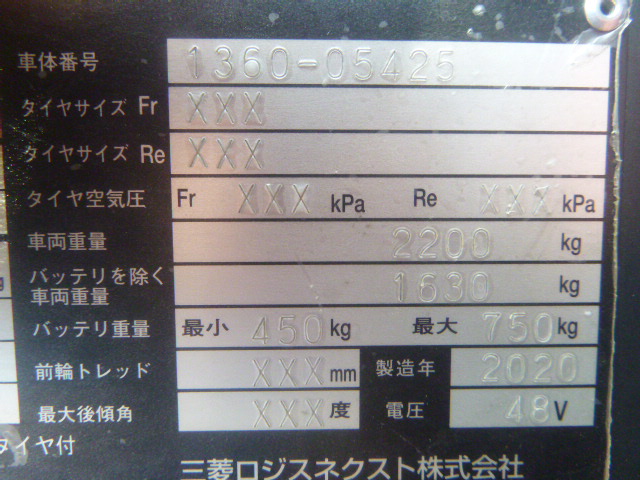 車体番号 1360-05425
タイヤサイズ Fr XXX
タイヤサイズ Re XXX
タイヤ空気圧 Fr XXX kPa Re XXX kPa
車両重量 2200 kg
バッテリを除く
車両重量 1630 kg
バッテリ重量 最小 450 kg 最大 750 kg
前輪トレッド XXX mm 製造年 2020
最大後傾角 XXX 度 電圧 48 V
タイヤ付
三菱ロジスネクスト株式会社